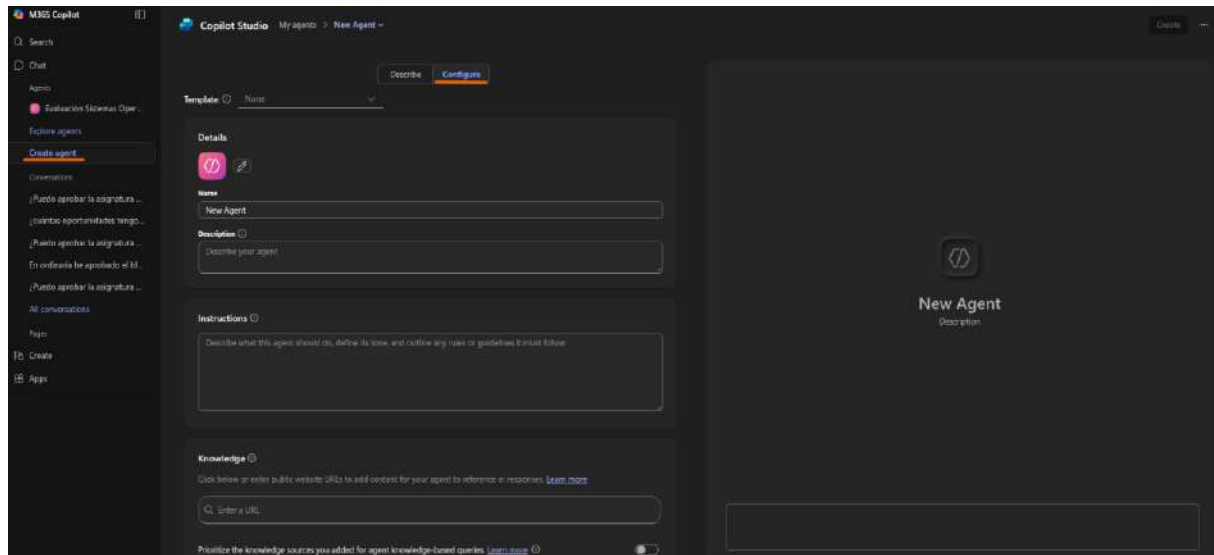 M365 Copilot
Search
Chat
Agents
Evaluación Sistemas Oper...
Explore agents
Create agent
Conversations
¿Puedo aprobar la asignatura ...
¿cuántas oportunidades tengo...
¿Puedo aprobar la asignatura ...
En ordinaria he aprobado el bl...
¿Puedo aprobar la asignatura ...
All conversations
Pages
Create
Apps
Copilot Studio My agents > New Agent
Create ...
Describe Configure
Template None
Details
Name
New Agent
Description
Describe your agent
Instructions
Describe what this agent should do, define its tone, and outline any rules or guidelines it must follow
Knowledge
Click below or enter public website URLs to add content for your agent to reference in responses. Learn more
Enter a URL
Prioritize the knowledge sources you added for agent knowledge-based queries. Learn more
New Agent
Description